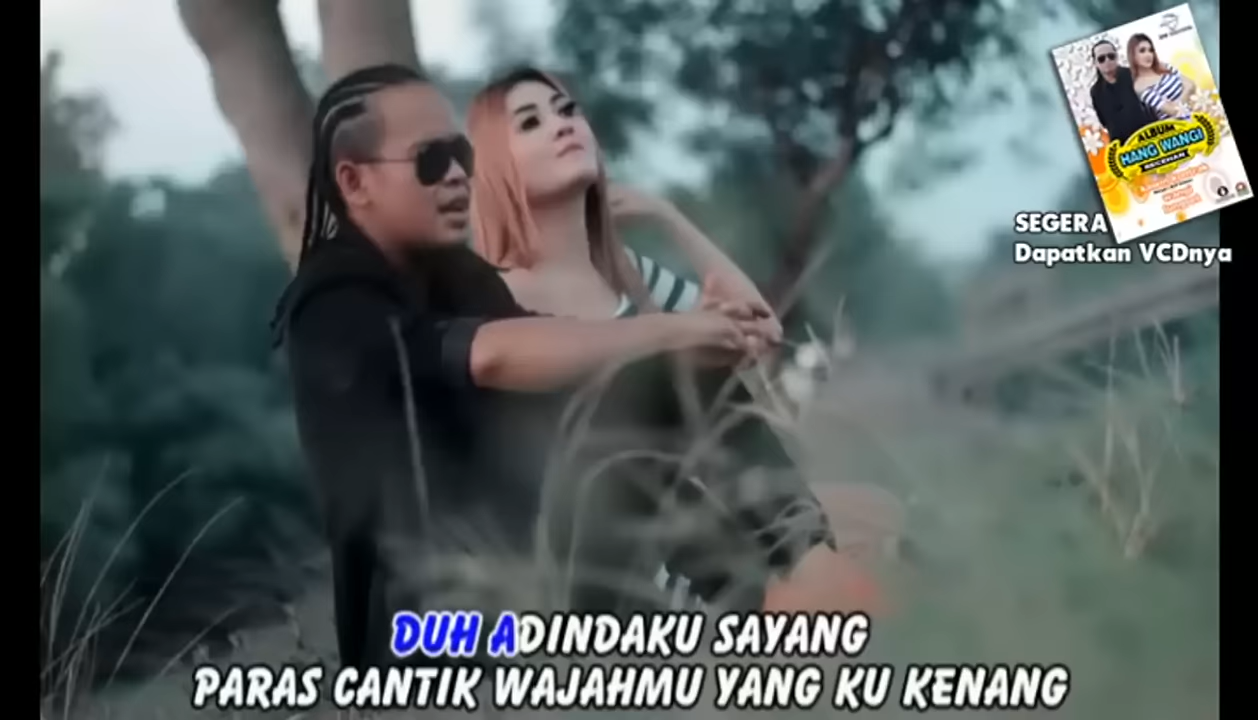 ALBUM
HANG WANGI
SEGERA
Dapatkan VCDnya
DUH ADINDAKU SAYANG
PARAS CANTIK WAJAHMU YANG KU KENANG